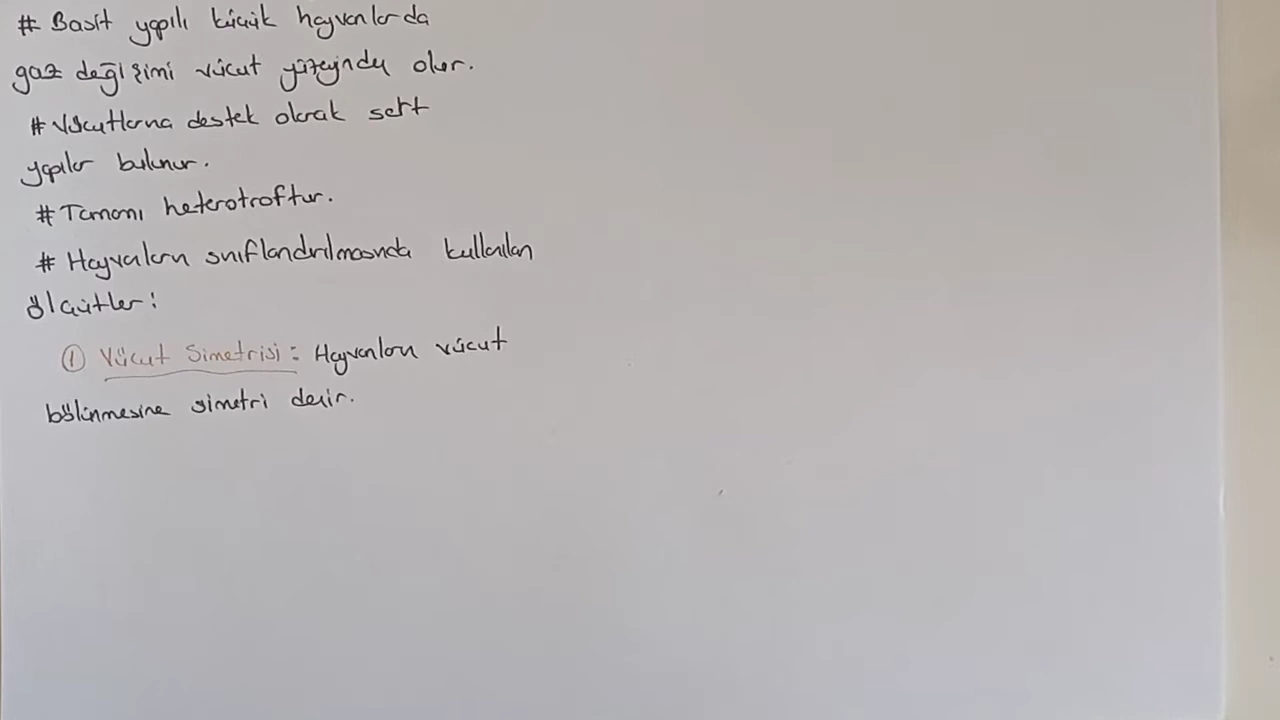 # Basit yapılı küçük hayvanlarda
gaz değişimi vücut yüzeyinden olur.
# Vücutlarına destek olarak sert
yapılar bulunur.
# Tamamı heterotroftur.
# Hayvanların sınıflandırılmasında kullanılan
ölçütler:
① Vücut Simetrisi: Hayvanların vücut
bölünmesine simetri denir.